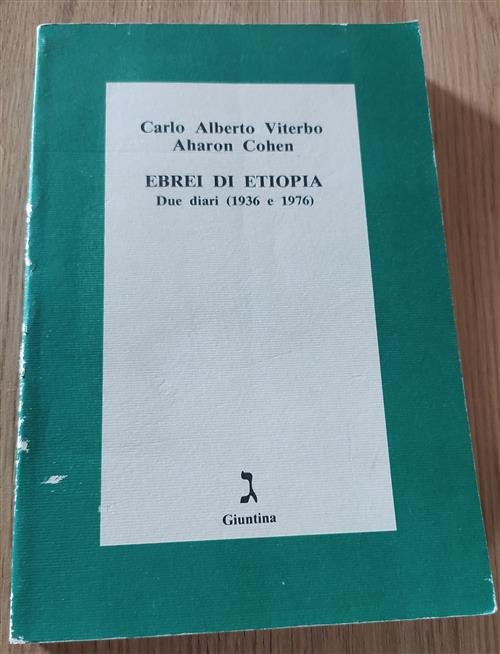 Carlo Alberto Viterbo
Aharon Cohen
EBREI DI ETIOPIA
Due diari (1936 e 1976)
ג
Giuntina